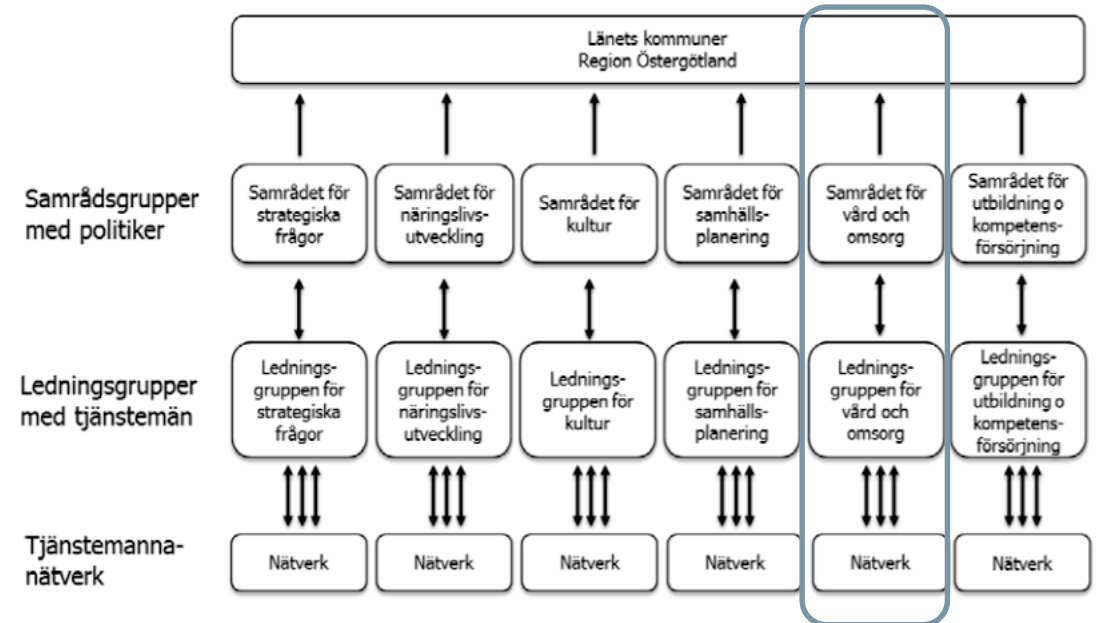 Länets kommuner
Region Östergötland
Samrådsgrupper
med politiker
Samrådet för
strategiska
frågor
Samrådet för
näringslivs-
utveckling
Samrådet för
kultur
Samrådet för
samhälls-
planering
Samrådet för
vård och
omsorg
Samrådet för
utbildning o
kompetens-
försörjning
Ledningsgrupper
med tjänstemän
Lednings-
gruppen för
strategiska
frågor
Lednings-
gruppen för
näringslivs-
utveckling
Lednings-
gruppen för
kultur
Lednings-
gruppen för
samhälls-
planering
Lednings-
gruppen för
vård och
omsorg
Lednings-
gruppen för
utbildning o
kompetens-
försörjning
Tjänstemanna-
nätverk
Nätverk
Nätverk
Nätverk
Nätverk
Nätverk
Nätverk